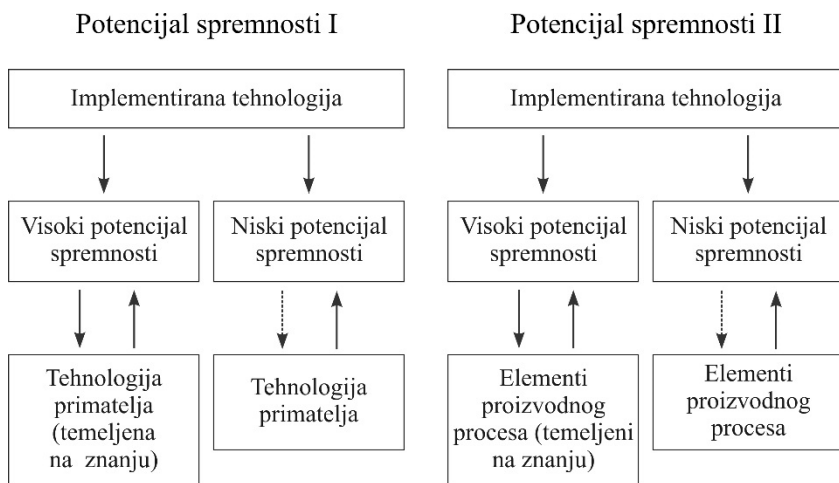 Potencijal spremnosti I
Implementirana tehnologija
Visoki potencijal
spremnosti
Niski potencijal
spremnosti
Tehnologija
primatelja
(temeljena
na znanju)
Tehnologija
primatelja
Potencijal spremnosti II
Implementirana tehnologija
Visoki potencijal
spremnosti
Niski potencijal
spremnosti
Elementi
proizvodnog
procesa (temeljeni
na znanju)
Elementi
proizvodnog
procesa